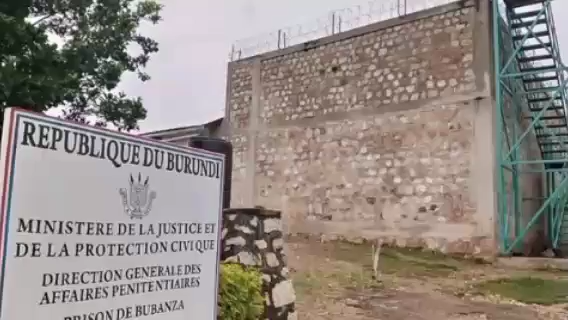 REPUBLIQUE DU BURUNDI
MINISTERE DE LA JUSTICE ET
DE LA PROTECTION CIVIQUE
DIRECTION GENERALE DES
AFFAIRES PENITENTIAIRES
PRISON DE BUBANZA